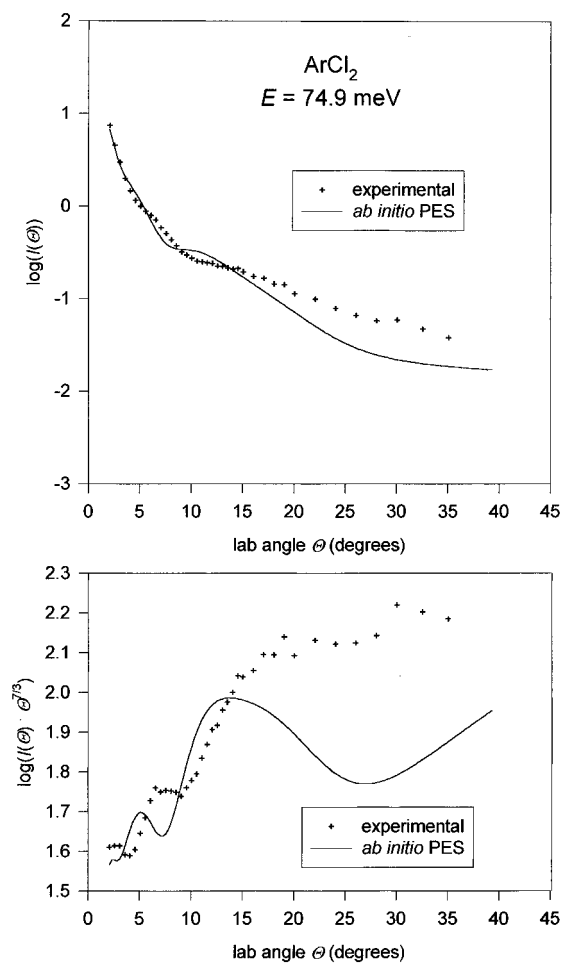 2
1
0
-1
-2
-3
log(I(Θ))
ArCl2
E = 74.9 meV
experimental
ab initio PES
0 5 10 15 20 25 30 35 40 45
lab angle Θ (degrees)
2.3
2.2
2.1
2.0
1.9
1.8
1.7
1.6
1.5
log(I(Θ) · Θ^7/3)
experimental
ab initio PES
0 5 10 15 20 25 30 35 40 45
lab angle Θ (degrees)